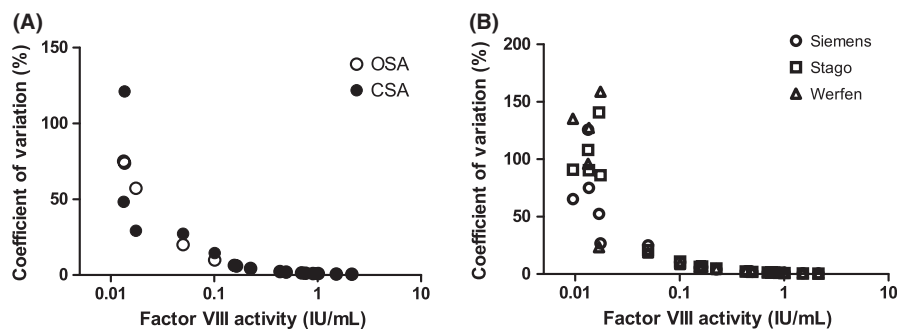 (A)
Coefficient of variation (%)
150
100
50
0
0.01 0.1 1 10
Factor VIII activity (IU/mL)
OSA
CSA
(B)
Coefficient of variation (%)
200
150
100
50
0
0.01 0.1 1 10
Factor VIII activity (IU/mL)
Siemens
Stago
Werfen